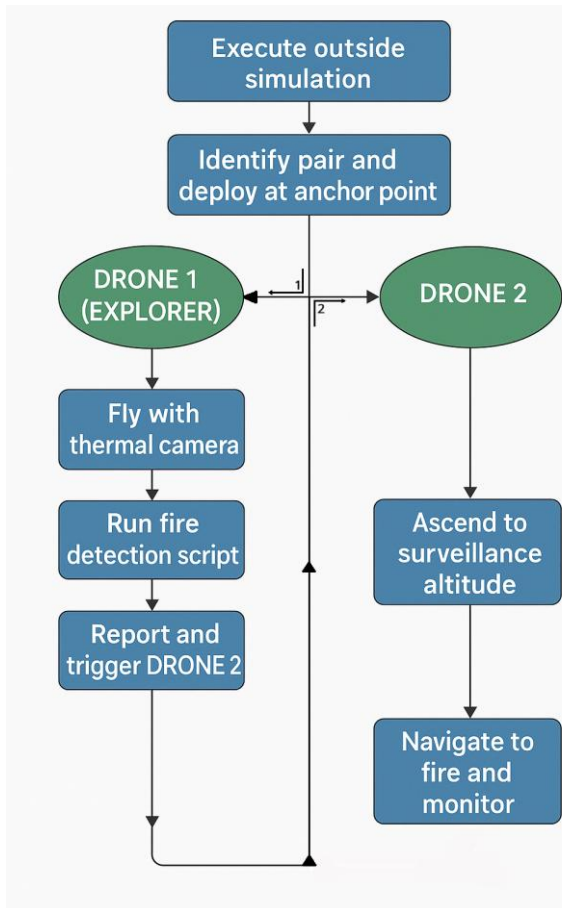 Execute outside
simulation
Identify pair and
deploy at anchor point
1
2
DRONE 1
(EXPLORER)
DRONE 2
Fly with
thermal camera
Run fire
detection script
Report and
trigger DRONE 2
Ascend to
surveillance
altitude
Navigate to
fire and
monitor